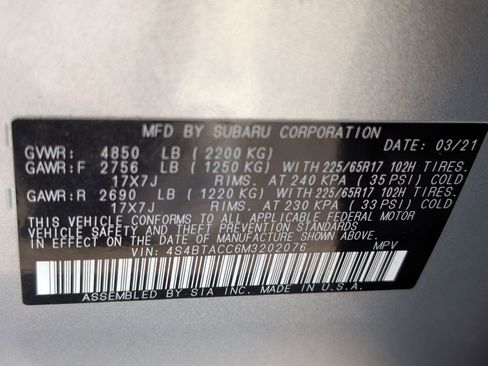 MFD BY SUBARU CORPORATION DATE: 03/21
GVWR: 4850 LB (2200 KG)
GAWR:F 2756 LB (1250 KG) WITH 225/65R17 102H TIRES.
17X7J RIMS. AT 240 KPA (35 PSI) COLD
GAWR:R 2690 LB (1220 KG) WITH 225/65R17 102H TIRES.
17X7J RIMS. AT 230 KPA (33 PSI) COLD
THIS VEHICLE CONFORMS TO ALL APPLICABLE FEDERAL MOTOR
VEHICLE SAFETY AND THEFT PREVENTION STANDARDS IN EFFECT
ON THE DATE OF MANUFACTURE SHOWN ABOVE.
VIN: 4S4BTACC6M3202076 MPV
ASSEMBLED BY SIA INC. MADE IN U.S.A.